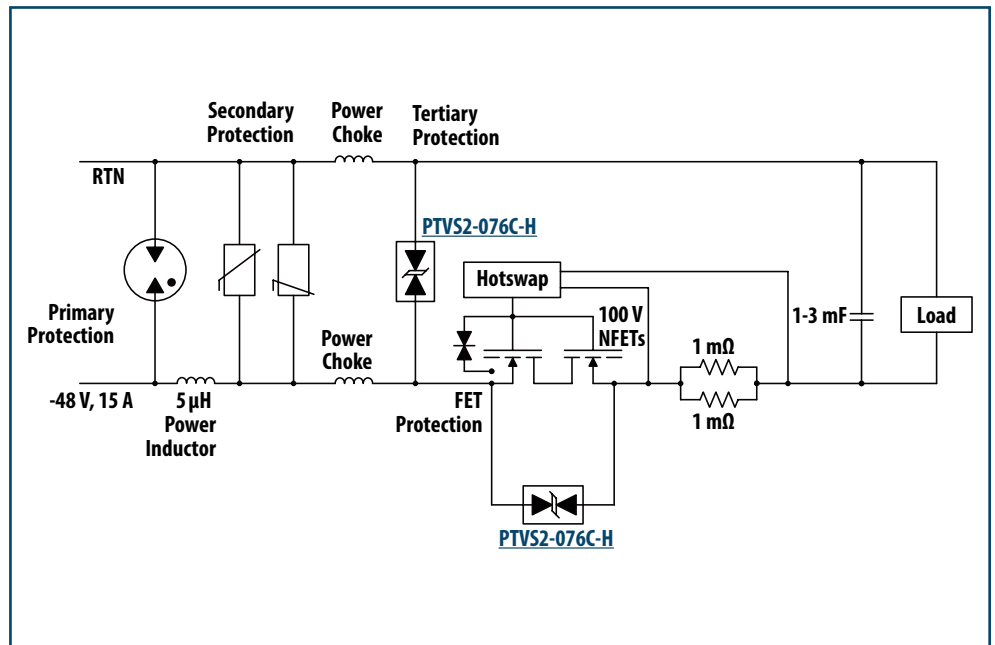 Secondary
Protection
Power
Choke
Tertiary
Protection
RTN
PTVS2-076C-H
Hotswap
100 V
NFETs
1-3 mF
Load
Primary
Protection
Power
Choke
1 mΩ
-48 V, 15 A
5 µH
Power
Inductor
FET
Protection
1 mΩ
PTVS2-076C-H